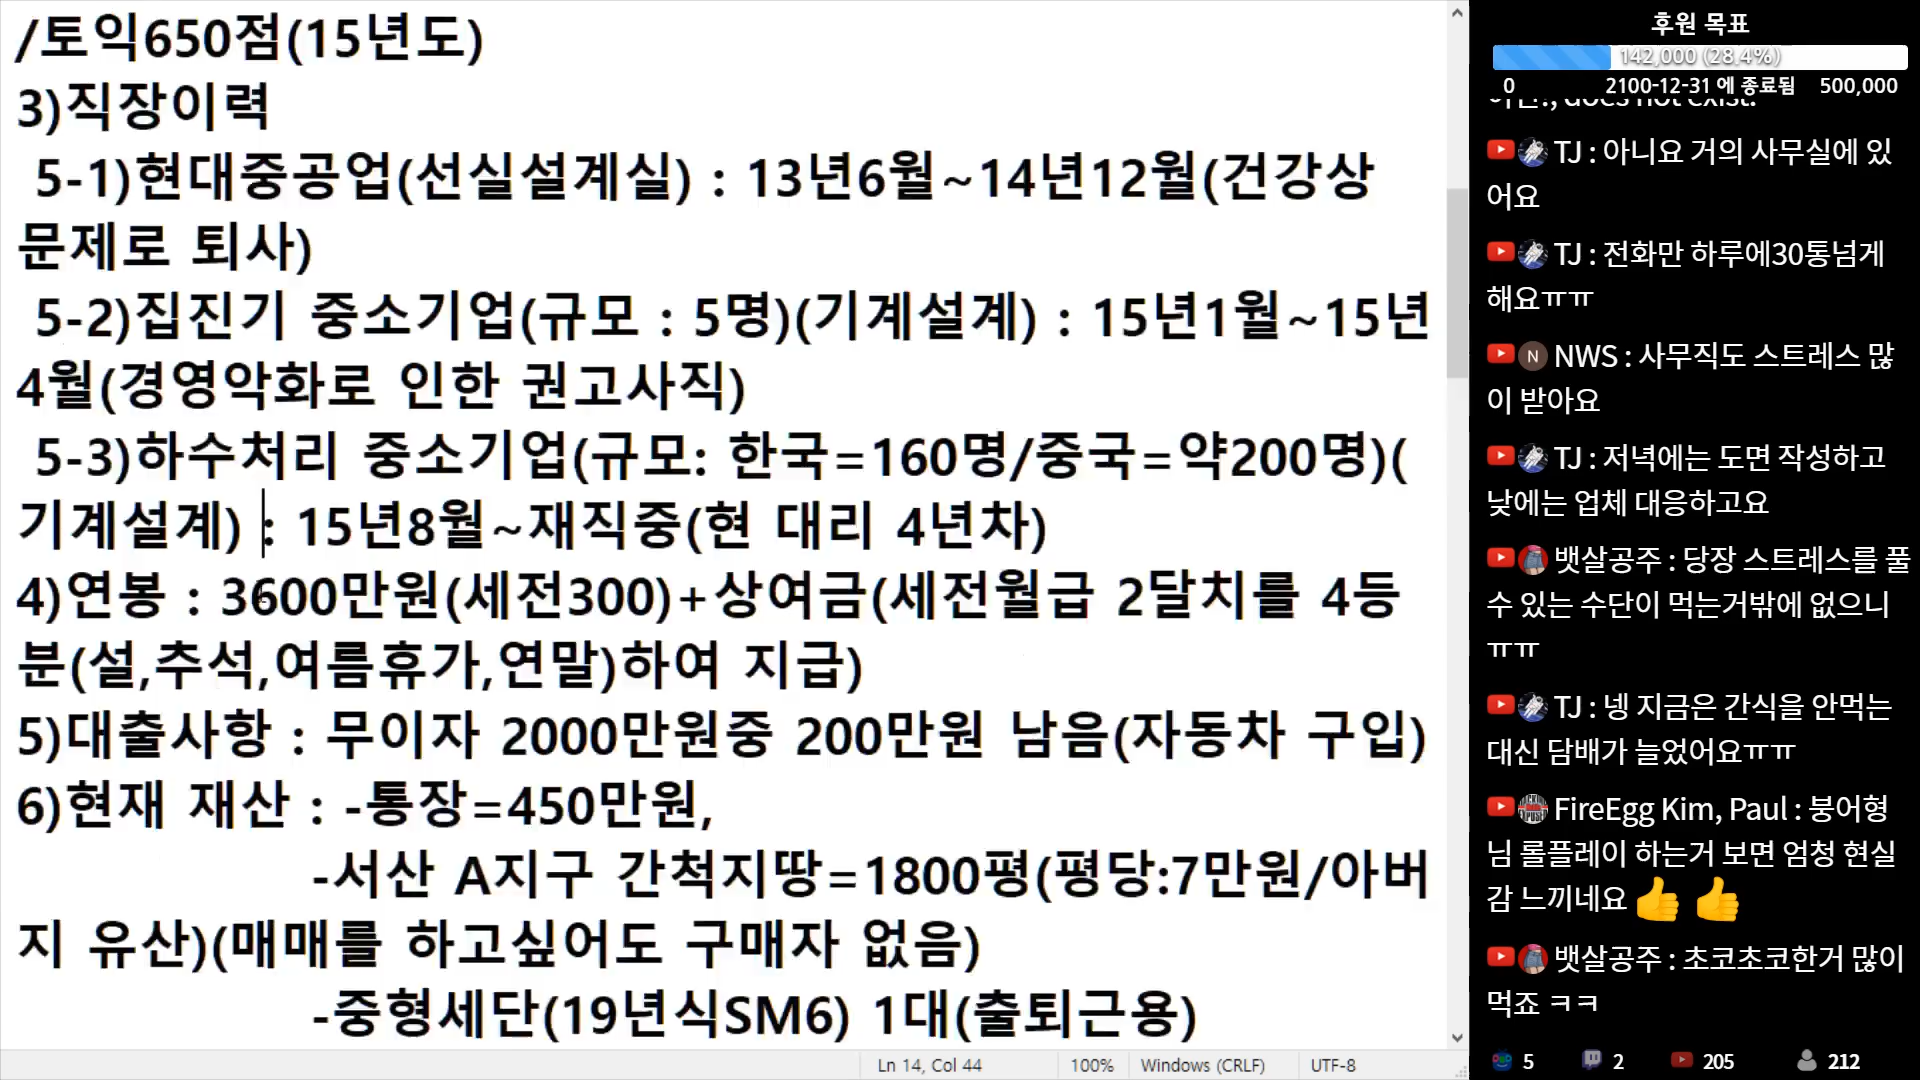 /토익650점(15년도)
3)직장이력
5-1)현대중공업(선실설계실) : 13년6월~14년12월(건강상
문제로 퇴사)
5-2)집진기 중소기업(규모 : 5명)(기계설계) : 15년1월~15년
4월(경영악화로 인한 권고사직)
5-3)하수처리 중소기업(규모: 한국=160명/중국=약200명)(
기계설계) : 15년8월~재직중(현 대리 4년차)
4)연봉 : 3600만원(세전300)+상여금(세전월급 2달치를 4등
분(설,추석,여름휴가,연말)하여 지급)
5)대출사항 : 무이자 2000만원중 200만원 남음(자동차 구입)
6)현재 재산 : -통장=450만원,
-서산 A지구 간척지땅=1800평(평당:7만원/아버
지 유산)(매매를 하고싶어도 구매자 없음)
-중형세단(19년식SM6) 1대(출퇴근용)
Ln 14, Col 44
100%
Windows (CRLF)
UTF-8
후원 목표
142,000 (28.4%)
0
2100-12-31 에 종료됨
500,000
does not exist.
TJ : 아니요 거의 사무실에 있
어요
TJ : 전화만 하루에30통넘게
해요ㅠㅠ
N NWS : 사무직도 스트레스 많
이 받아요
TJ : 저녁에는 도면 작성하고
낮에는 업체 대응하고요
뱃살공주 : 당장 스트레스를 풀
수 있는 수단이 먹는거밖에 없으니
ㅠㅠ
TJ : 넹 지금은 간식을 안먹는
대신 담배가 늘었어요ㅠㅠ
FireEgg Kim, Paul : 붕어형
님 롤플레이 하는거 보면 엄청 현실
감 느끼네요 👍 👍
뱃살공주 : 초코초코한거 많이
먹죠 ㅋㅋ
5
2
205
212